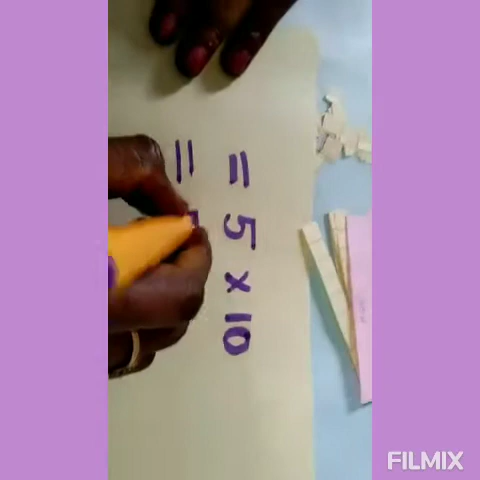 = 5 × 10
=
FILMIX